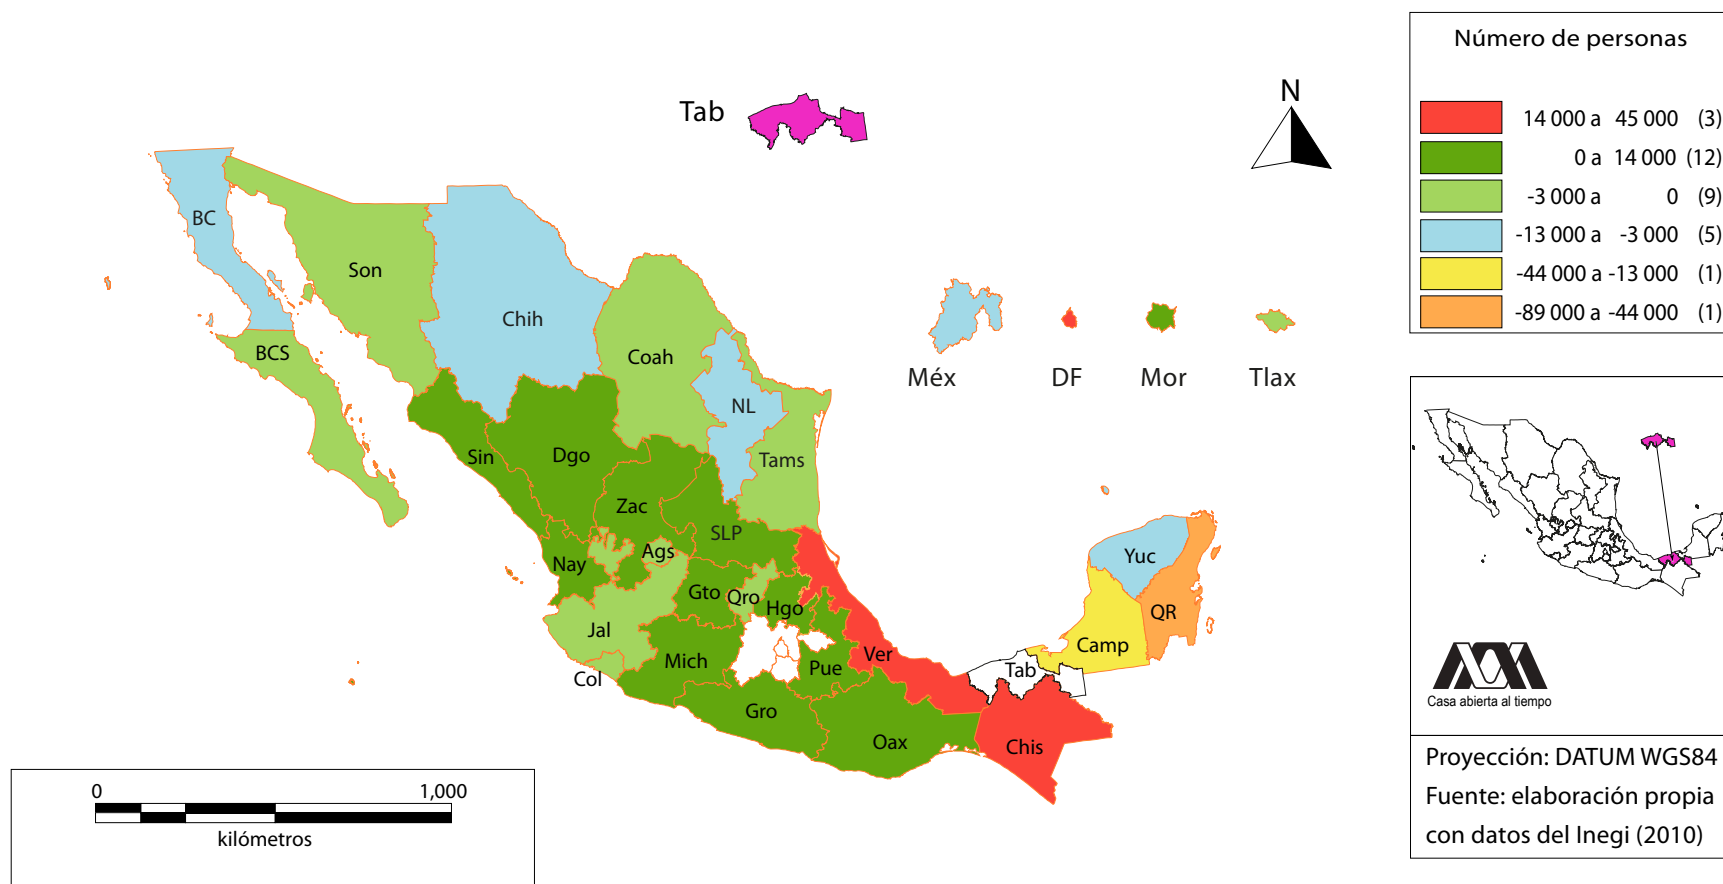 Número de personas
14 000 a 45 000 (3)
0 a 14 000 (12)
-3 000 a 0 (9)
-13 000 a -3 000 (5)
-44 000 a -13 000 (1)
-89 000 a -44 000 (1)
N
Tab
BC
Son
Chih
BCS
Coah
NL
Méx
DF
Mor
Tlax
Sin
Dgo
Tams
Zac
SLP
Ags
Nay
Yuc
Gto
Qro
Hgo
QR
Jal
Camp
Mich
Ver
Pue
Tab
Col
Gro
Oax
Chis
0 1,000
kilómetros
Casa abierta al tiempo
Proyección: DATUM WGS84
Fuente: elaboración propia
con datos del Inegi (2010)